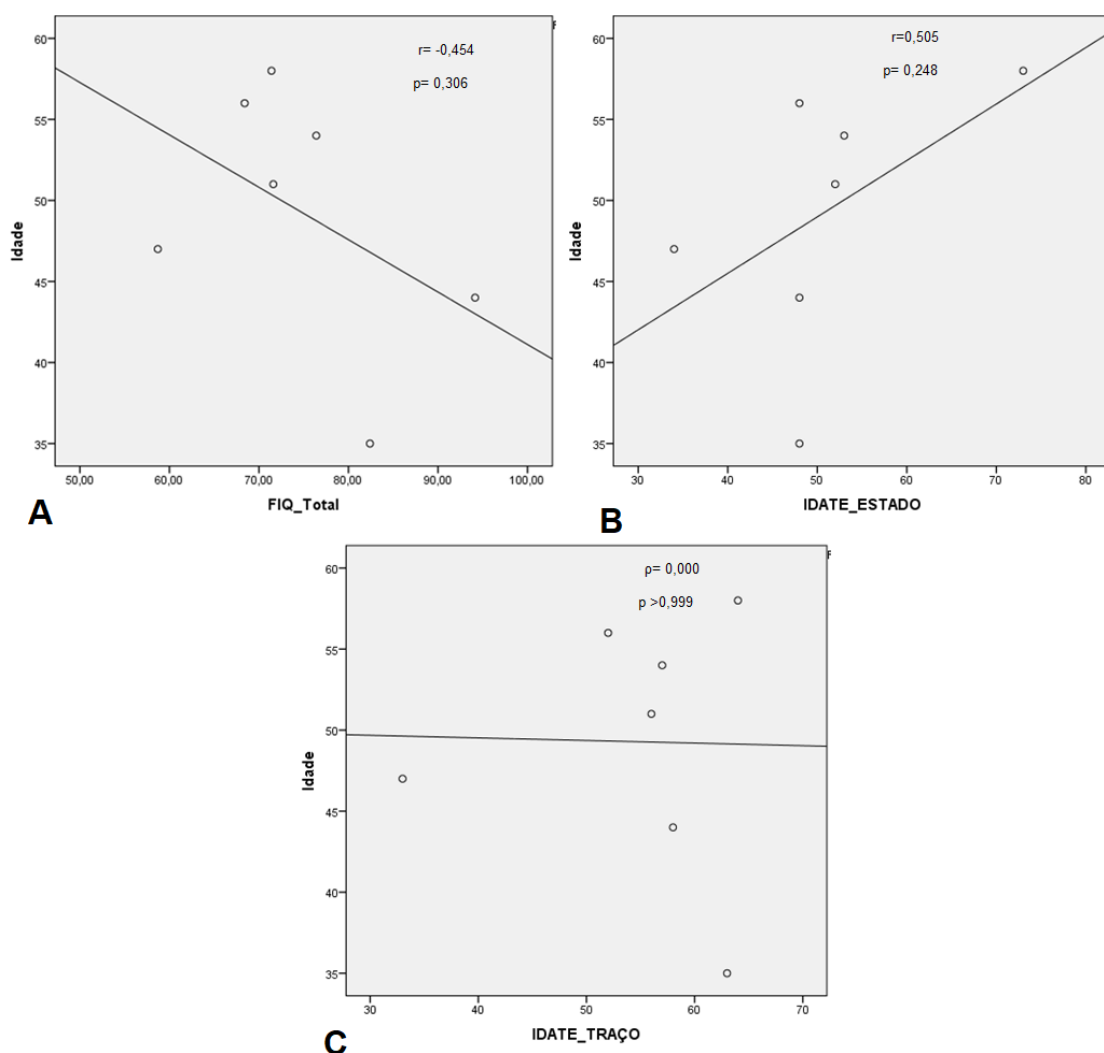 r= -0,454
p= 0,306
60
55
50
45
40
35
Idade
50,00 60,00 70,00 80,00 90,00 100,00
FIQ_Total
A
r=0,505
p= 0,248
60
55
50
45
40
35
Idade
30 40 50 60 70 80
IDATE_ESTADO
B
ρ= 0,000
p >0,999
60
55
50
45
40
35
Idade
30 40 50 60 70
IDATE_TRAÇO
C